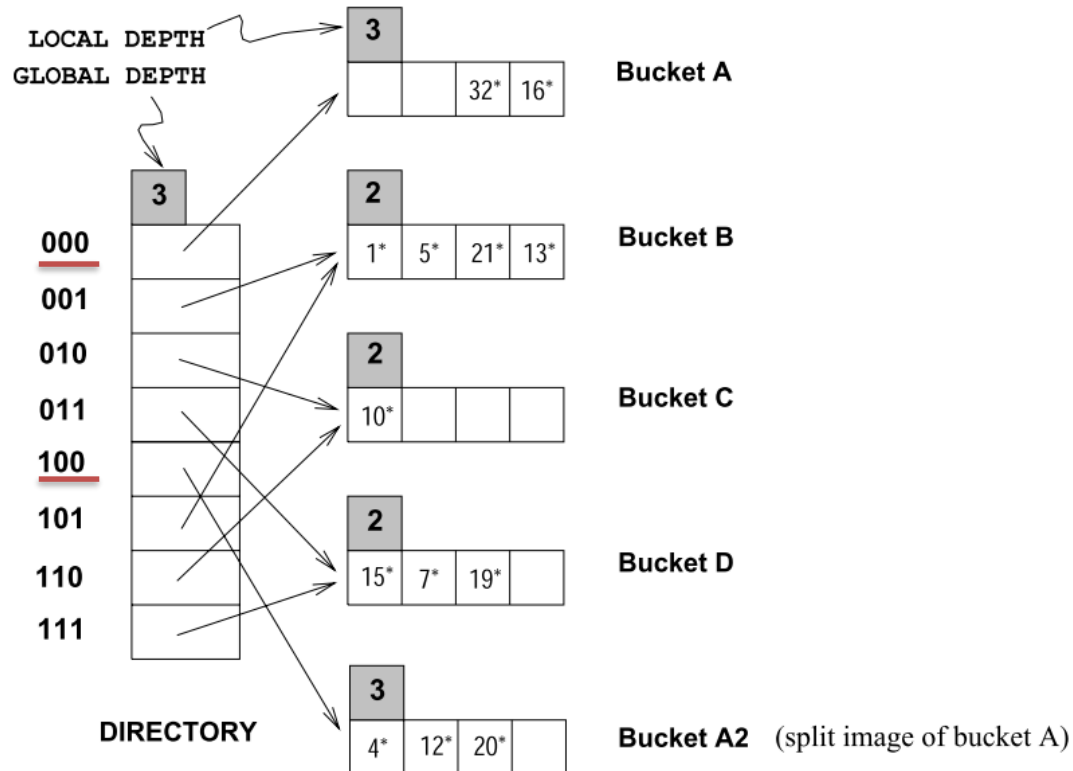 LOCAL DEPTH
GLOBAL DEPTH
3
32* 16*
Bucket A
3
2
000
1* 5* 21* 13*
Bucket B
001
010
2
011
10*
Bucket C
100
101
2
110
15* 7* 19*
Bucket D
111
3
DIRECTORY
4* 12* 20*
Bucket A2 (split image of bucket A)